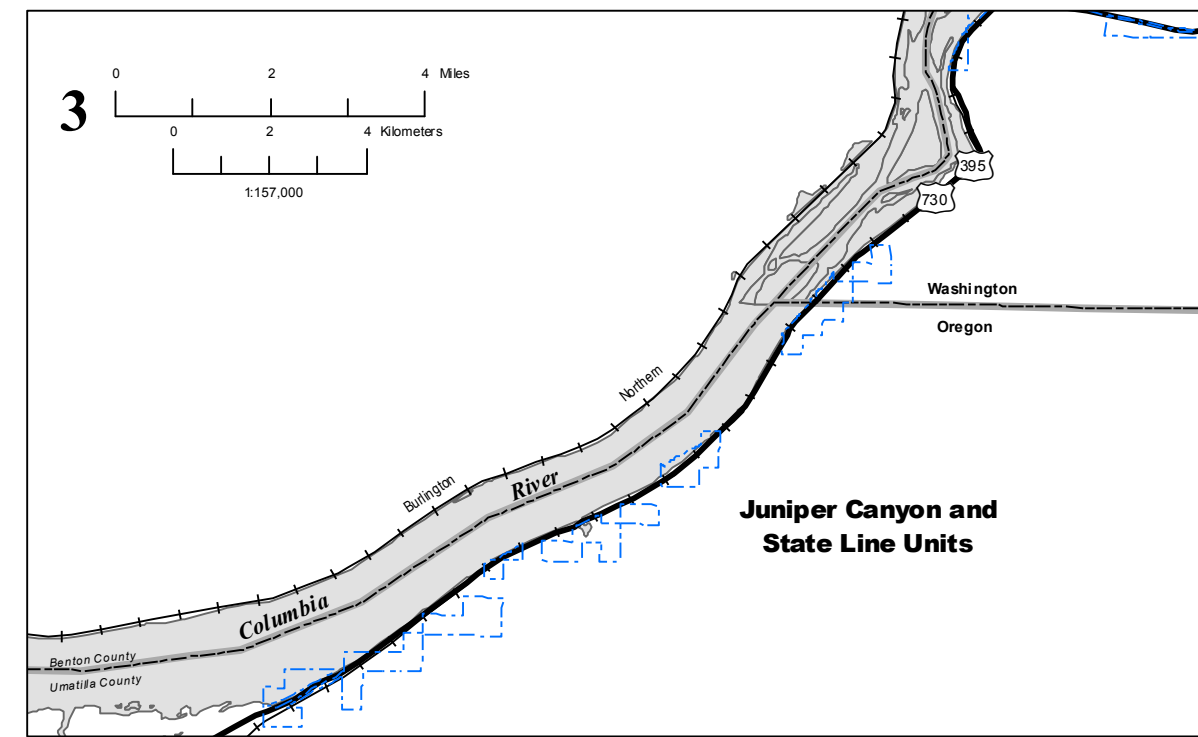 0 2 4 Miles
3
0 2 4 Kilometers
1:157,000
395
730
Washington
Oregon
Northern
Burlington
River
Juniper Canyon and
State Line Units
Columbia
Benton County
Umatilla County